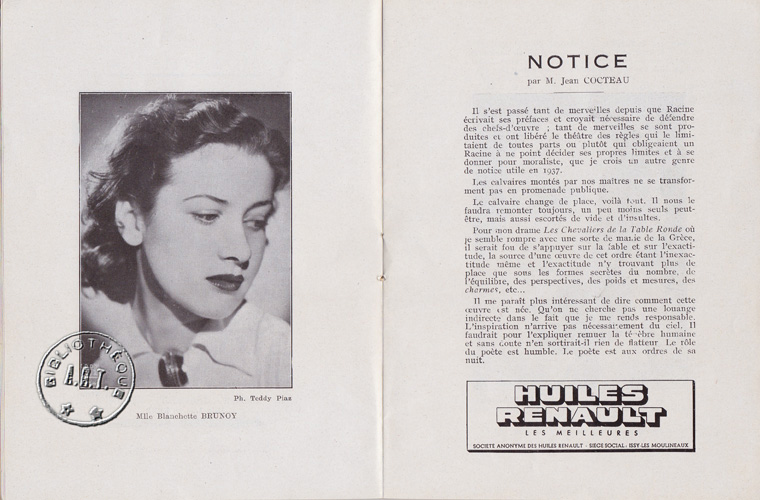 BIBLIOTHÈQUE
A.R.T.
Ph. Teddy Piaz
Mlle Blanchette BRUNOY
NOTICE
par M. Jean COCTEAU
Il s'est passé tant de merveilles depuis que Racine
écrivait ses préfaces et croyait nécessaire de défendre
des chefs-d'œuvre ; tant de merveilles se sont pro-
duites et ont libéré le théâtre des règles qui le limi-
taient de toutes parts ou plutôt qui obligeaient un
Racine à ne point décider ses propres limites et à se
donner pour moraliste, que je crois un autre genre
de notice utile en 1937.
Les calvaires montés par nos maîtres ne se transfor-
ment pas en promenade publique.
Le calvaire change de place, voilà tout. Il nous le
faudra remonter toujours, un peu moins seuls peut-
être, mais aussi escortés de vide et d'insultes.
Pour mon drame Les Chevaliers de la Table Ronde où
je semble rompre avec une sorte de manie de la Grèce,
il serait fou de s'appuyer sur la fable et sur l'exacti-
tude, la source d'une œuvre de cet ordre étant l'inexac-
titude même et l'exactitude n'y trouvant plus de
place que sous les formes secrètes du nombre, de
l'équilibre, des perspectives, des poids et mesures, des
charmes, etc...
Il me paraît plus intéressant de dire comment cette
œuvre est née. Qu'on ne cherche pas une louange
indirecte dans le fait que je me rends responsable.
L'inspiration n'arrive pas nécessairement du ciel. Il
faudrait pour l'expliquer remuer la ténèbre humaine
et sans doute n'en sortirait-il rien de flatteur. Le rôle
du poète est humble. Le poète est aux ordres de sa
nuit.
HUILES
RENAULT
LES MEILLEURES
SOCIETE ANONYME DES HUILES RENAULT - SIEGE SOCIAL : ISSY-LES MOULINEAUX